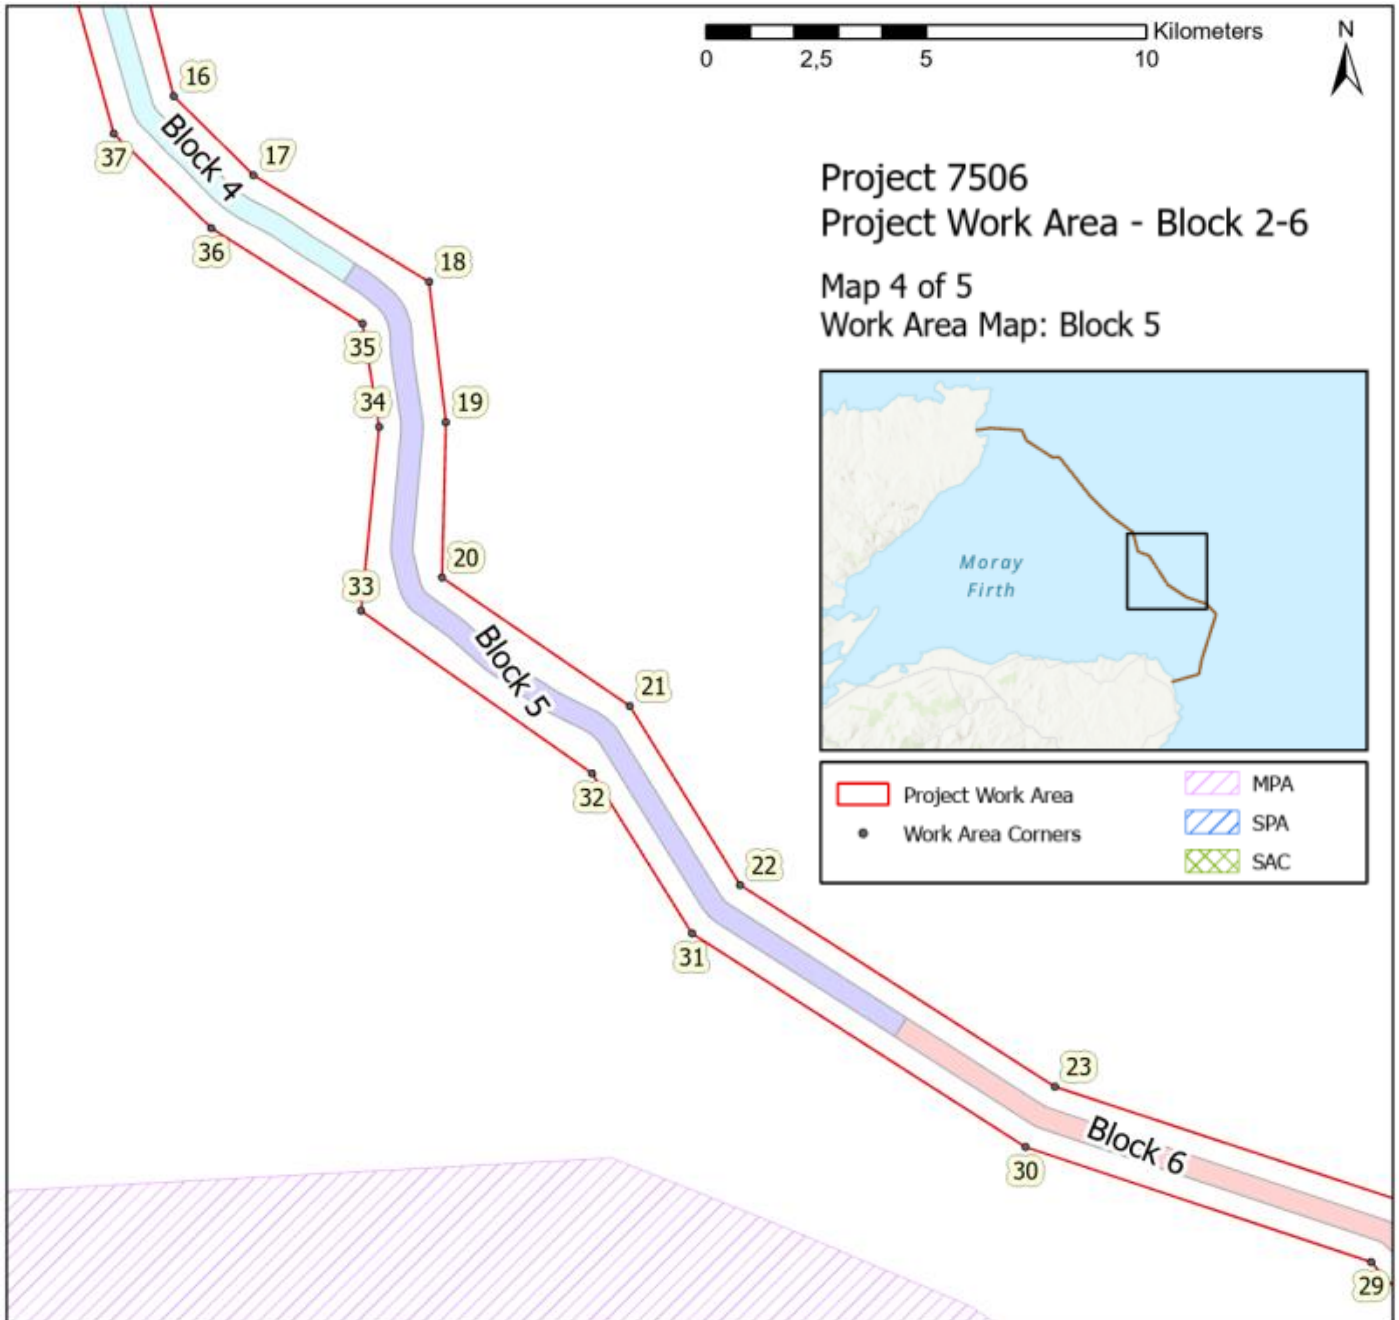 Kilometers
0 2,5 5 10
N
16
Block 4
37
17
36
18
35
34
19
20
33
Block 5
21
32
22
31
23
Block 6
30
29
Project 7506
Project Work Area - Block 2-6
Map 4 of 5
Work Area Map: Block 5
Moray
Firth
Project Work Area
Work Area Corners
MPA
SPA
SAC